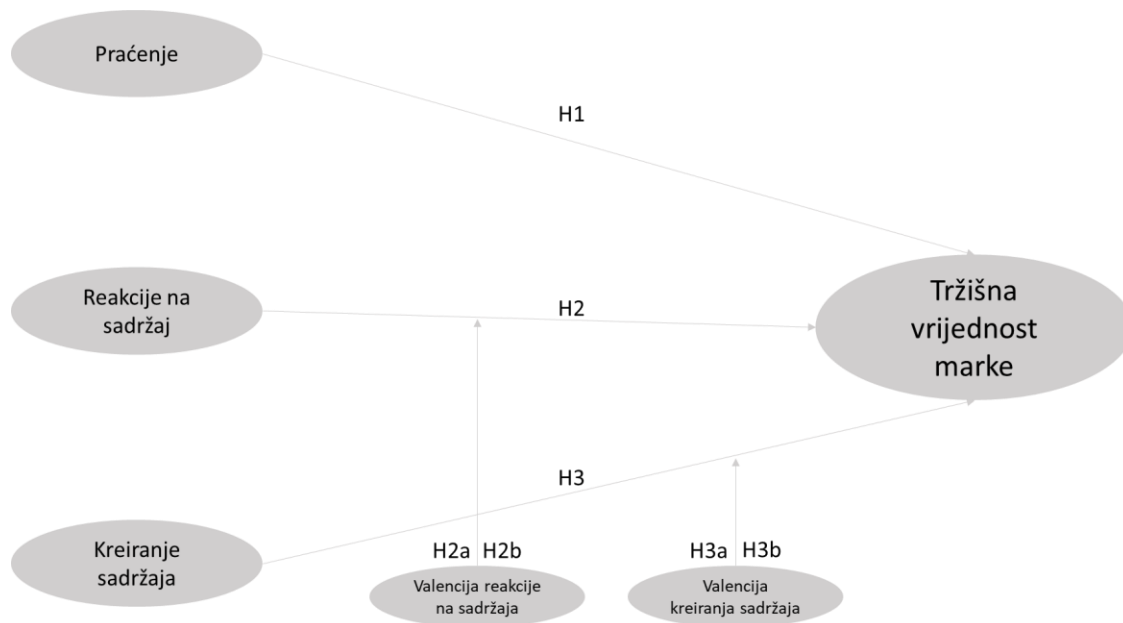 Praćenje
H1
Reakcije na
sadržaj
H2
Tržišna
vrijednost
marke
H3
Kreiranje
sadržaja
H2a H2b
H3a H3b
Valencija reakcije
na sadržaja
Valencija
kreiranja sadržaja